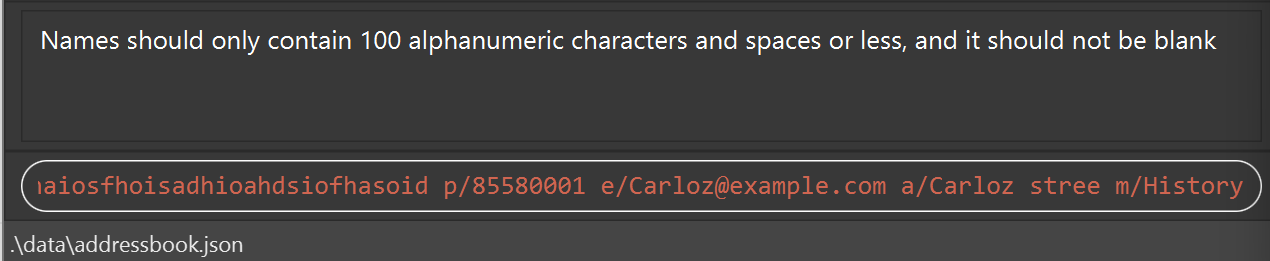 Names should only contain 100 alphanumeric characters and spaces or less, and it should not be blank
aiosfhoisadhioahdsiofhasoid p/85580001 e/Carloz@example.com a/Carloz stree m/History
.\data\addressbook.json